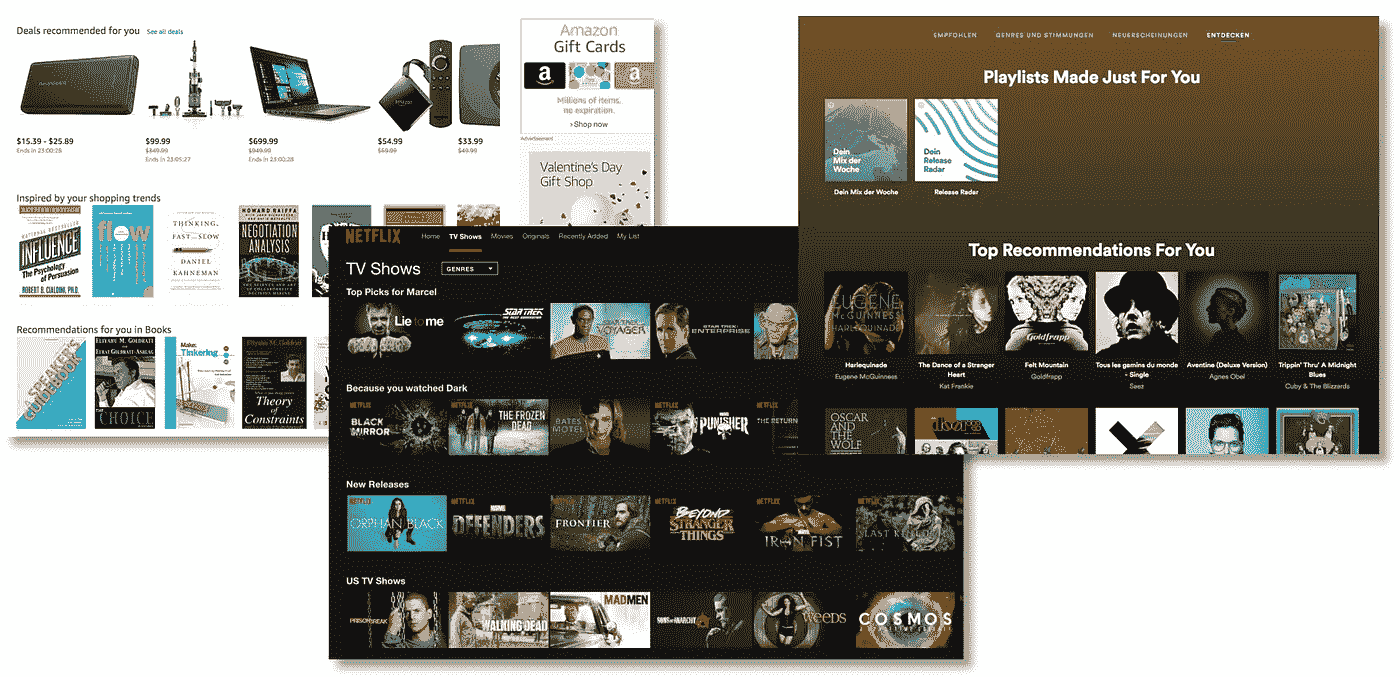 Deals recommended for you See all deals
$15.39 - $25.89
Ends in 23:00:28
$99.99
$349.99
Ends in 23:09:27
$699.99
$949.99
Ends in 23:00:28
$54.99
$69.99
$33.99
$49.99
Amazon
Gift Cards
Millions of items,
no expiration.
› Shop now
Advertisement
Valentine's Day
Gift Shop
Inspired by your shopping trends
NATIONAL BESTSELLER
INFLUENCE
The Psychology
of Persuasion
ROBERT B. CIALDINI, PH.D.
flow
THINKING,
FAST AND SLOW
DANIEL
KAHNEMAN
HOWARD RAIFFA
NEGOTIATION
ANALYSIS
Recommendations for you in Books
SPEAKER'S
GUIDEBOOK
ELIYAHU M. GOLDRATT
THE
CHOICE
Make:
Tinkering
Eliyahu M. Goldratt
Theory
of
Constraints
NETFLIX
Home TV Shows Movies Originals Recently Added My List
TV Shows
GENRES
Top Picks for Marcel
Lie to me
STAR TREK
THE NEXT GENERATION
STAR TREK
VOYAGER
STAR TREK
ENTERPRISE
Because you watched Dark
NETFLIX
BLACK
MIRROR
NETFLIX
THE FROZEN
DEAD
BATES
MOTEL
NETFLIX
PUNISHER
NETFLIX
THE RETURN
New Releases
NETFLIX
ORPHAN BLACK
NETFLIX
MARVEL
DEFENDERS
NETFLIX
FRONTIER
NETFLIX
BEYOND
STRANGER
THINGS
NETFLIX
MARVEL
IRON FIST
NETFLIX
LAST KINGDOM
US TV Shows
PRISON BREAK
WALKING DEAD
MADMEN
SONS OF ANARCHY
weeds
COSMOS
EMPFOHLEN GENRES UND STIMMUNGEN NEUERSCHEINUNGEN ENTDECKEN
Playlists Made Just For You
Dein
Mix der
Woche
Dein
Release
Radar
Dein Mix der Woche
Release Radar
Top Recommendations For You
EUGENE
McGUINNESS
HARLEQUINADE
Goldfrapp
Harlequinade
Eugene McGuinness
The Dance of a Stranger
Heart
Kat Frankie
Felt Mountain
Goldfrapp
Tous les gamins du monde
- Single
Saez
Aventine (Deluxe Version)
Agnes Obel
Trippin' Thru' A Midnight
Blues
Cuby & The Blizzards
OSCAR
AND
THE
WOLF
THE
DOORS